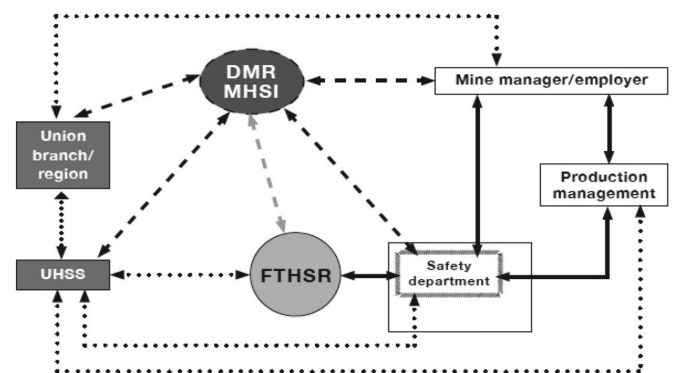 DMR
MHSI
Mine manager/employer
Union
branch/
region
Production
management
UHSS
FTHSR
Safety
department